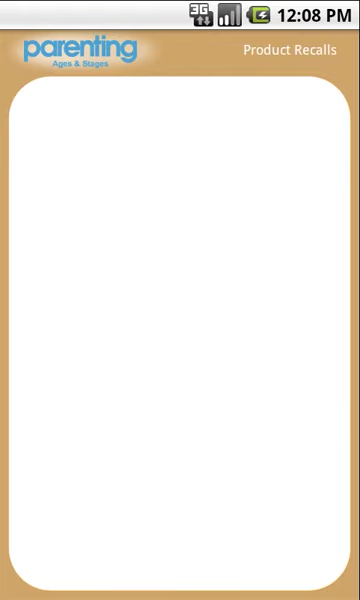 3G
12:08 PM
parenting
Ages & Stages
Product Recalls